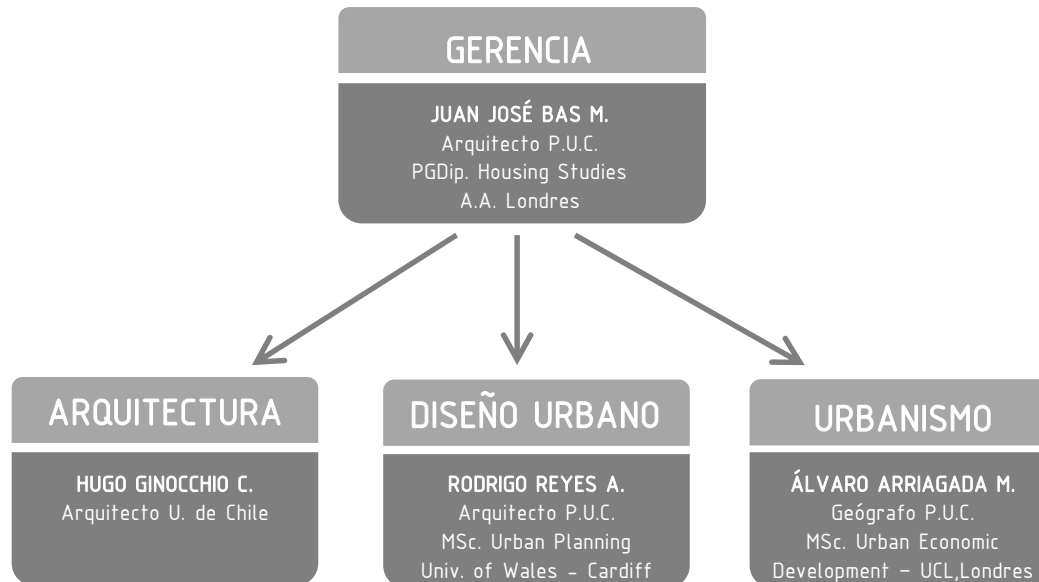 GERENCIA
JUAN JOSÉ BAS M.
Arquitecto P.U.C.
PGDip. Housing Studies
A.A. Londres
ARQUITECTURA
HUGO GINOCCHIO C.
Arquitecto U. de Chile
DISEÑO URBANO
RODRIGO REYES A.
Arquitecto P.U.C.
MSc. Urban Planning
Univ. of Wales - Cardiff
URBANISMO
ÁLVARO ARRIAGADA M.
Geógrafo P.U.C.
MSc. Urban Economic
Development – UCL,Londres